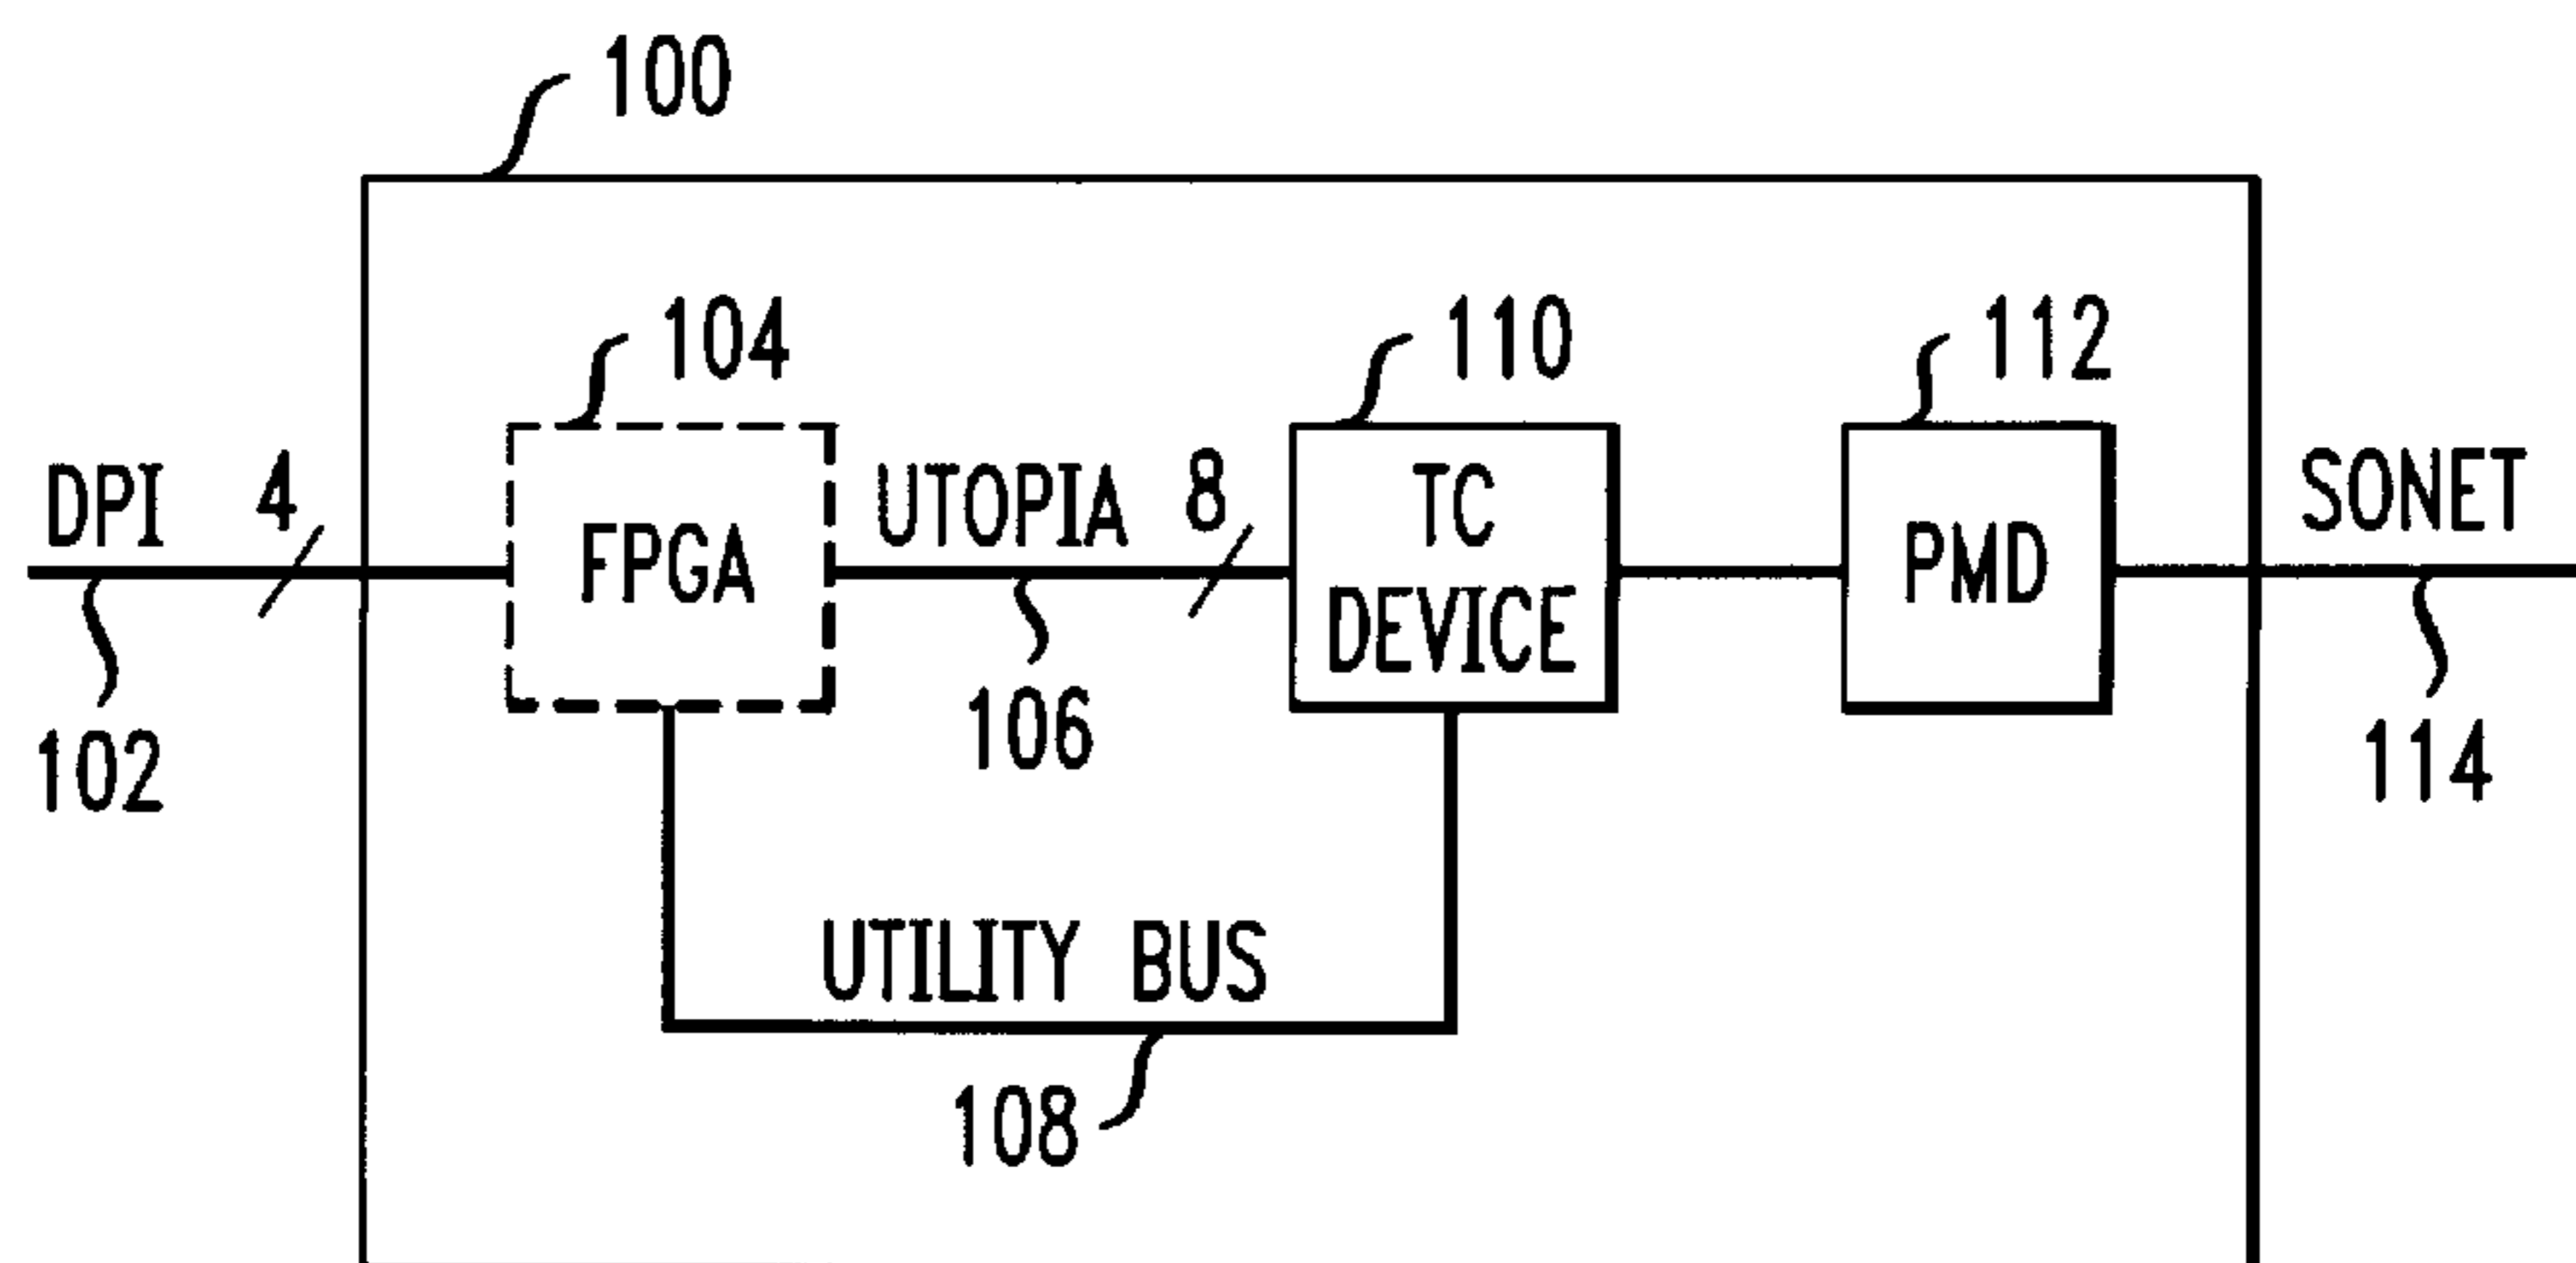 100
104
110
112
DPI
4
FPGA
UTOPIA
8
TC
DEVICE
PMD
SONET
102
106
114
UTILITY BUS
108